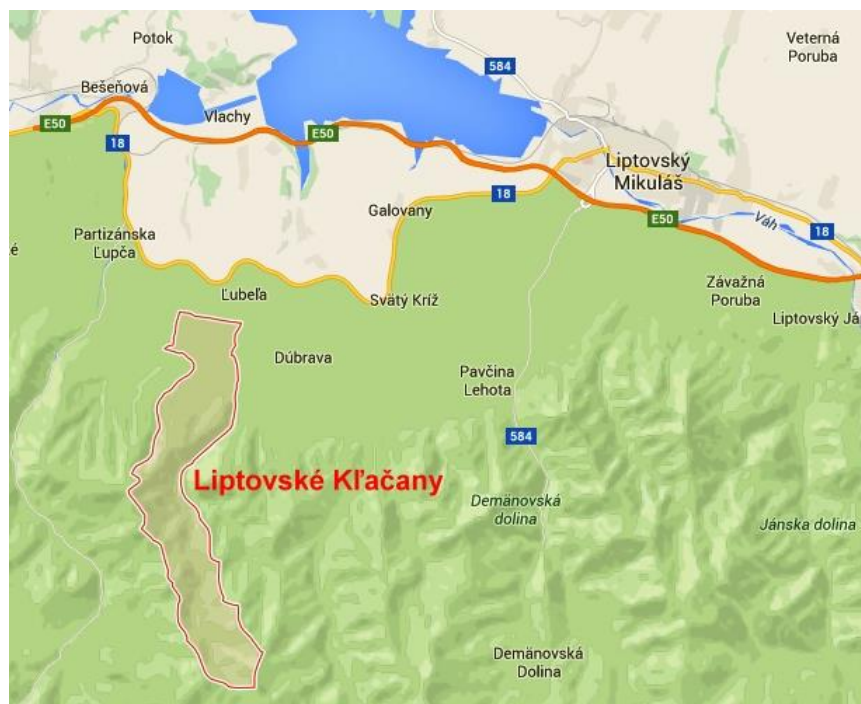 Potok
Veterná
Poruba
584
Bešeňová
Vlachy
E50
E50
18
Liptovský
Mikuláš
18
Galovany
E50
Váh
18
Partizánska
Ľupča
Ľubeľa
Svätý Kríž
Závažná
Poruba
Liptovský Já
Dúbrava
Pavčina
Lehota
584
Liptovské Kľačany
Demänovská
dolina
Jánska dolina
Demänovská
Dolina